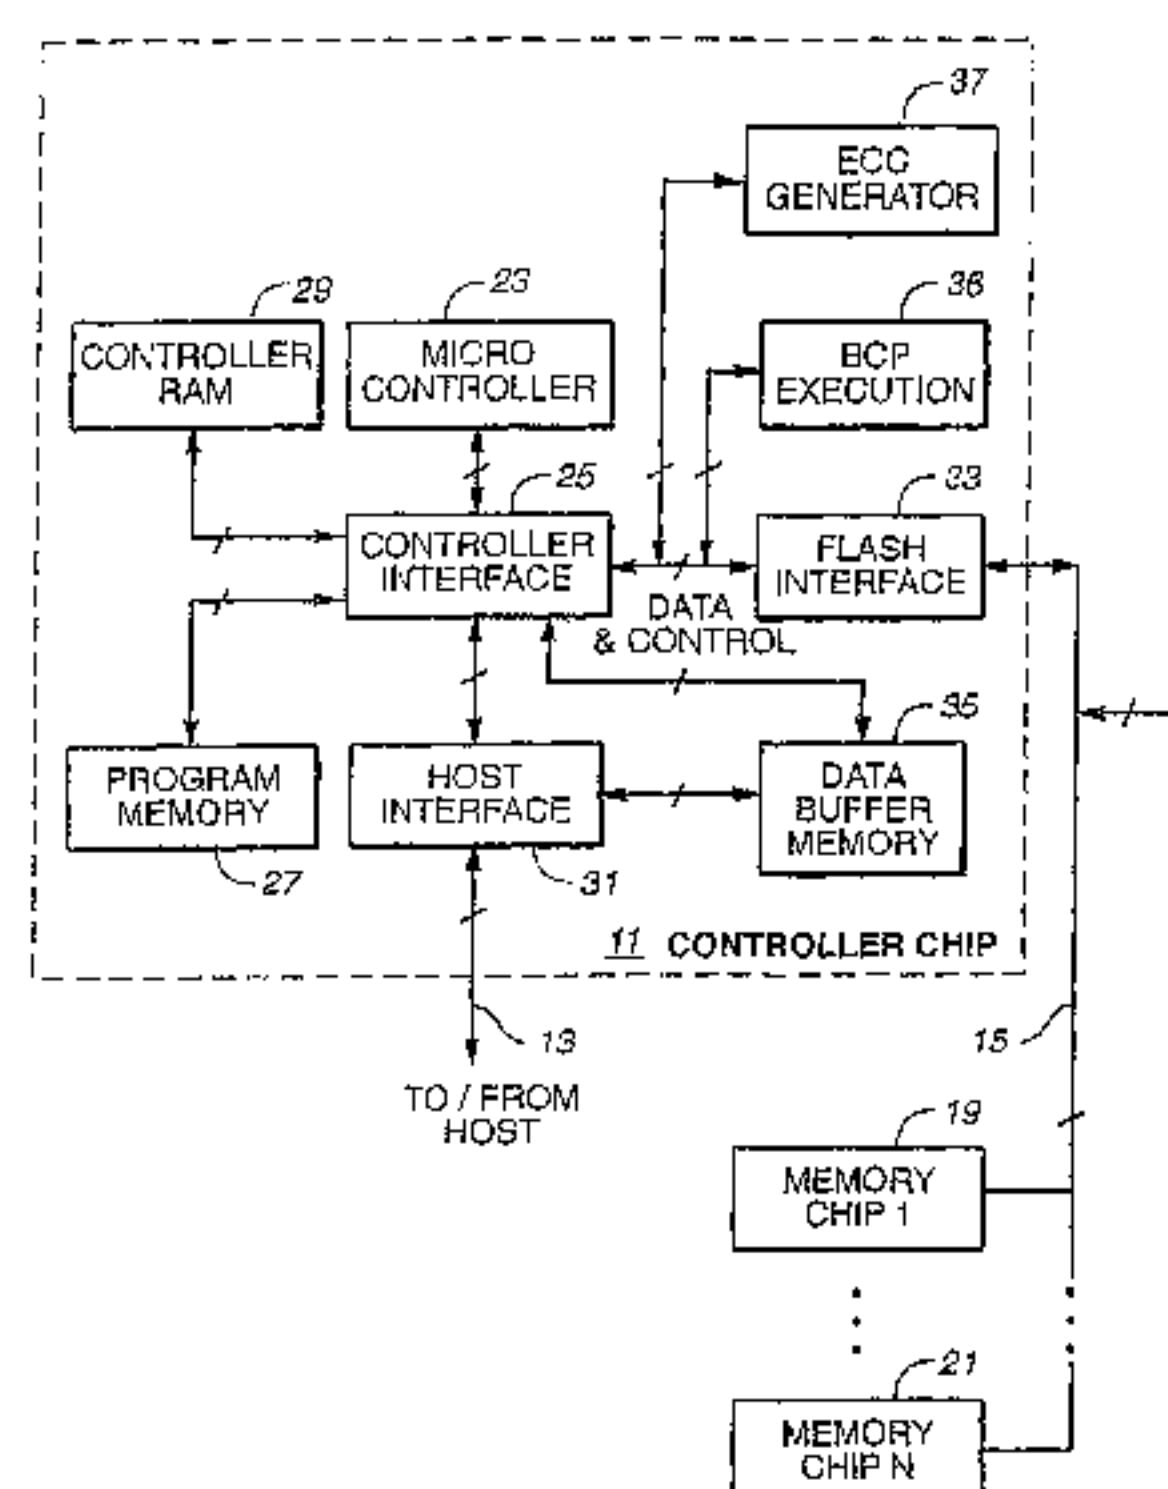 37
ECC
GENERATOR
29
23
36
CONTROLLER
RAM
MICRO
CONTROLLER
BCP
EXECUTION
25
33
CONTROLLER
INTERFACE
FLASH
INTERFACE
DATA
& CONTROL
35
PROGRAM
MEMORY
HOST
INTERFACE
DATA
BUFFER
MEMORY
27
31
11 CONTROLLER CHIP
13
15
TO / FROM
HOST
19
MEMORY
CHIP 1
21
MEMORY
CHIP N